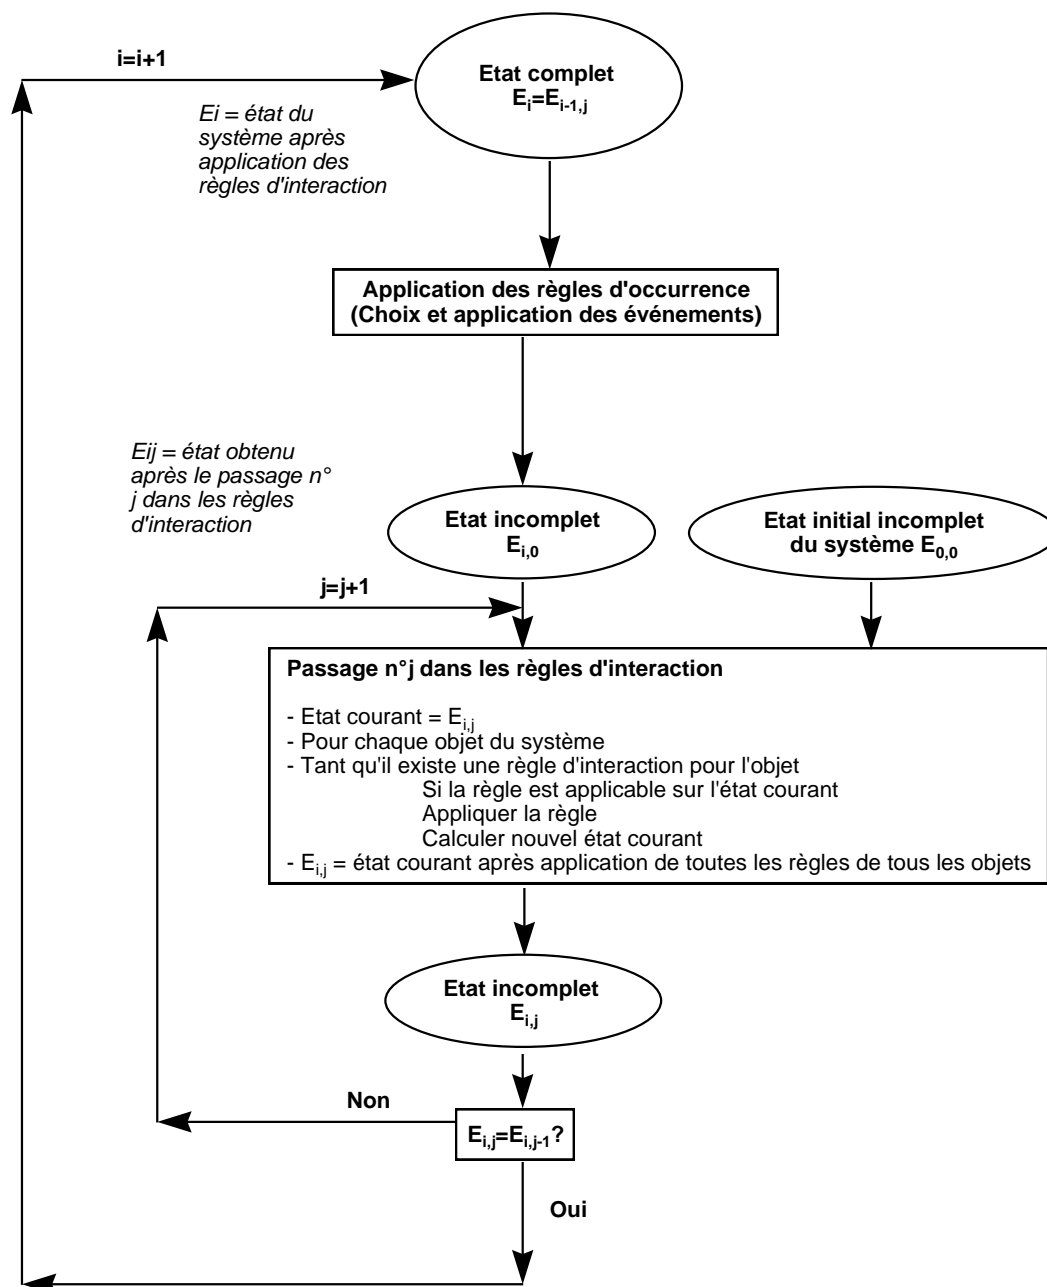 i=i+1
Etat complet
Ei=Ei-1,j
Ei = état du
système après
application des
règles d'interaction
Application des règles d'occurrence
(Choix et application des événements)
Eij = état obtenu
après le passage n°
j dans les règles
d'interaction
Etat incomplet
Ei,0
Etat initial incomplet
du système E0,0
j=j+1
Passage n°j dans les règles d'interaction
- Etat courant = Ei,j
- Pour chaque objet du système
- Tant qu'il existe une règle d'interaction pour l'objet
Si la règle est applicable sur l'état courant
Appliquer la règle
Calculer nouvel état courant
- Ei,j = état courant après application de toutes les règles de tous les objets
Etat incomplet
Ei,j
Non
Ei,j=Ei,j-1?
Oui